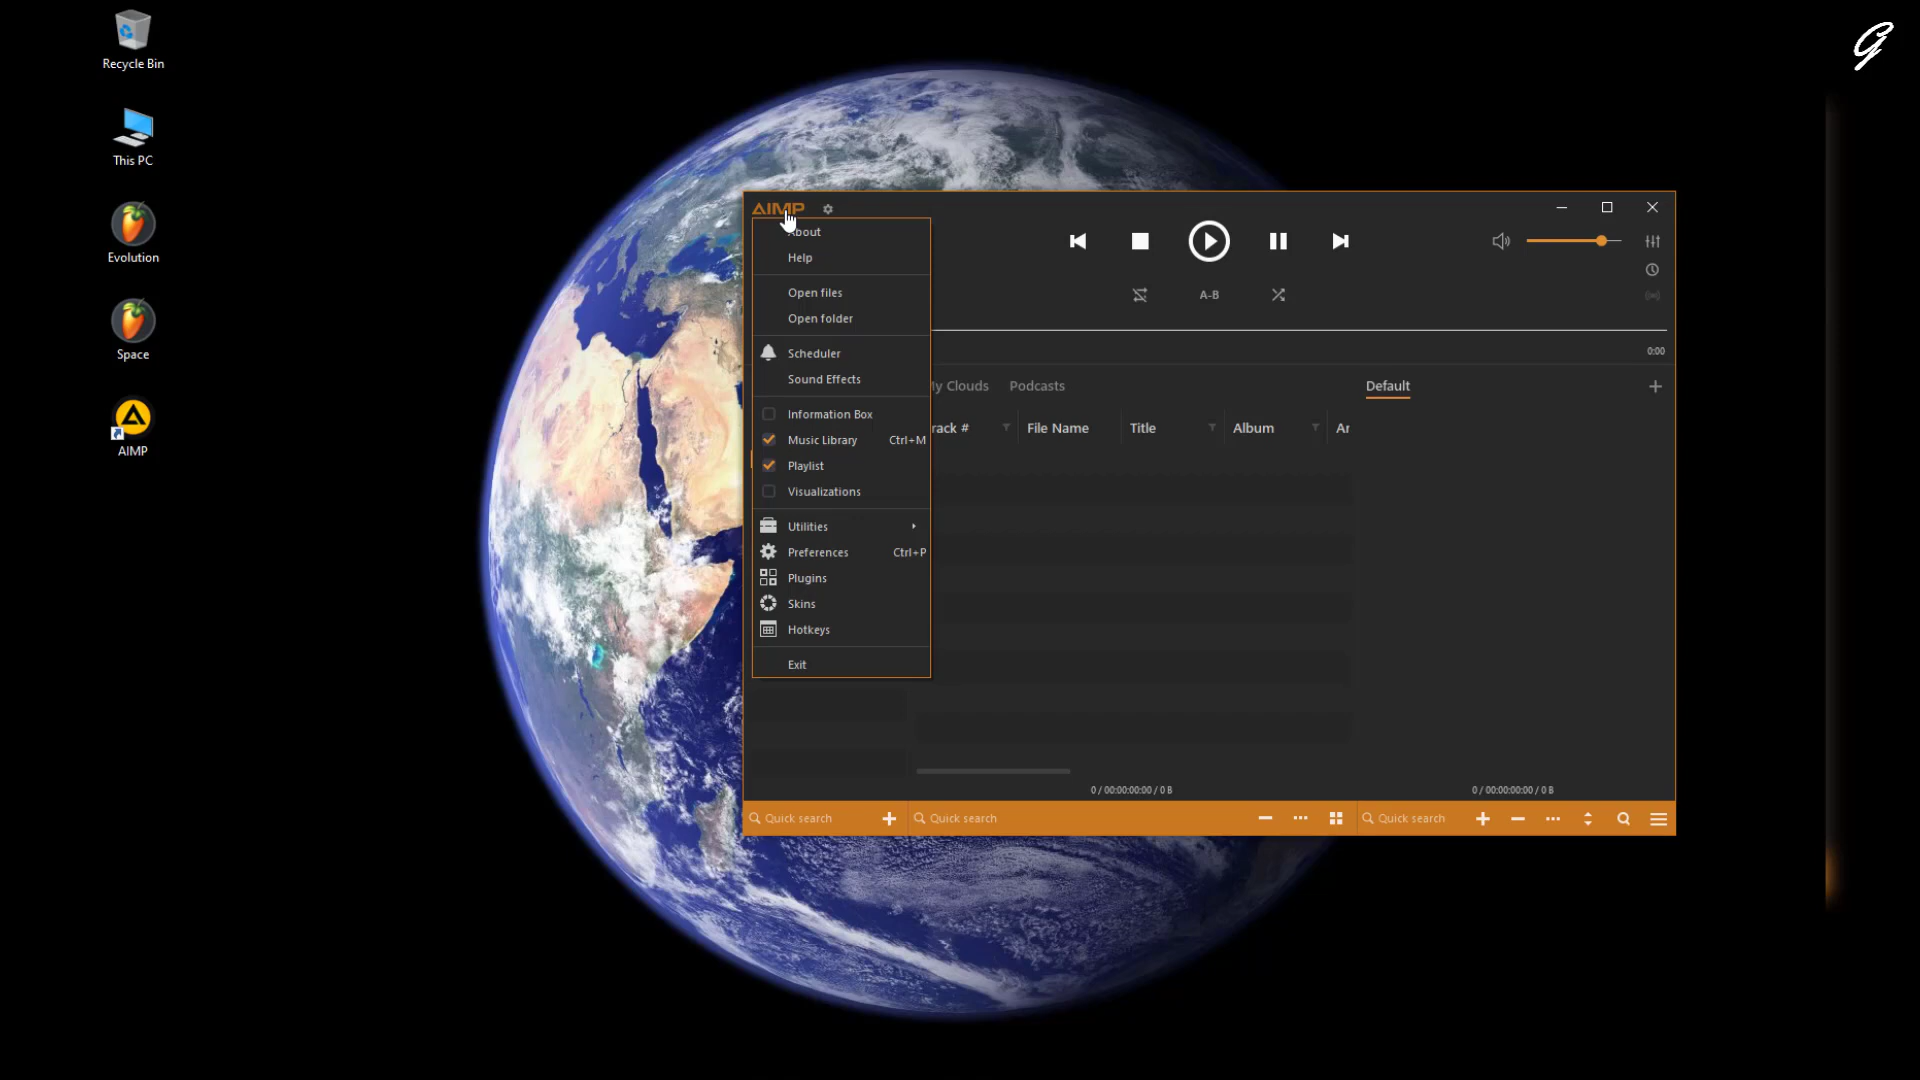 Recycle Bin
This PC
Evolution
Space
AIMP
AIMP
About
Help
Open files
Open folder
Scheduler
Sound Effects
Information Box
Music Library Ctrl+M
Playlist
Visualizations
Utilities
Preferences Ctrl+P
Plugins
Skins
Hotkeys
Exit
A-B
0:00
My Clouds Podcasts
rack # File Name Title Album Ar
Default
0 / 00:00:00:00 / 0 B
0 / 00:00:00:00 / 0 B
Quick search
Quick search
Quick search